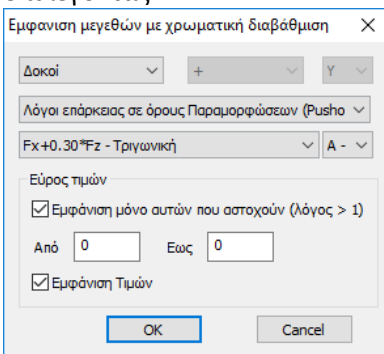 Εμφανιση μεγεθών με χρωματική διαβάθμιση
Δοκοί + Y
Λόγοι επάρκειας σε όρους Παραμορφώσεων (Pusho
Fx+0.30*Fz - Τριγωνική A -
Εύρος τιμών
Εμφάνιση μόνο αυτών που αστοχούν (λόγος > 1)
Από 0 Εως 0
Εμφάνιση Τιμών
OK Cancel